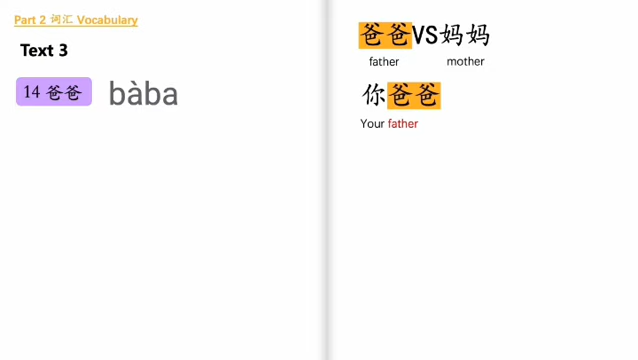 Part 2 词汇 Vocabulary
Text 3
14 爸爸 bàba
爸爸VS妈妈
father mother
你爸爸
Your father